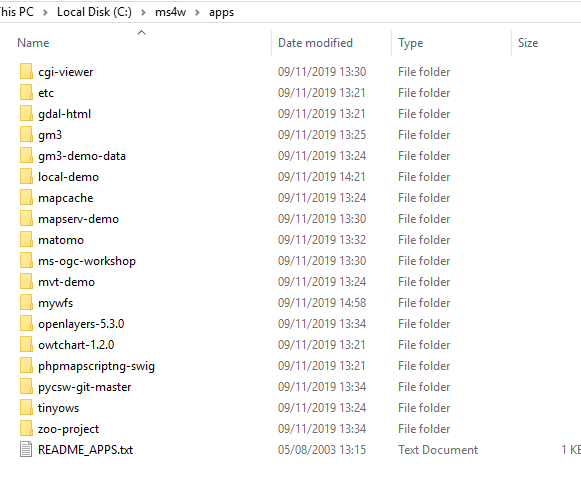 his PC > Local Disk (C:) > ms4w > apps
Name Date modified Type Size
cgi-viewer 09/11/2019 13:30 File folder
etc 09/11/2019 13:21 File folder
gdal-html 09/11/2019 13:21 File folder
gm3 09/11/2019 13:25 File folder
gm3-demo-data 09/11/2019 13:24 File folder
local-demo 09/11/2019 14:21 File folder
mapcache 09/11/2019 13:24 File folder
mapserv-demo 09/11/2019 13:30 File folder
matomo 09/11/2019 13:32 File folder
ms-ogc-workshop 09/11/2019 13:30 File folder
mvt-demo 09/11/2019 13:24 File folder
mywfs 09/11/2019 14:58 File folder
openlayers-5.3.0 09/11/2019 13:34 File folder
owtchart-1.2.0 09/11/2019 13:21 File folder
phpmapscriptng-swig 09/11/2019 13:21 File folder
pycsw-git-master 09/11/2019 13:34 File folder
tinyows 09/11/2019 13:24 File folder
zoo-project 09/11/2019 13:34 File folder
README_APPS.txt 05/08/2003 13:15 Text Document 1 K